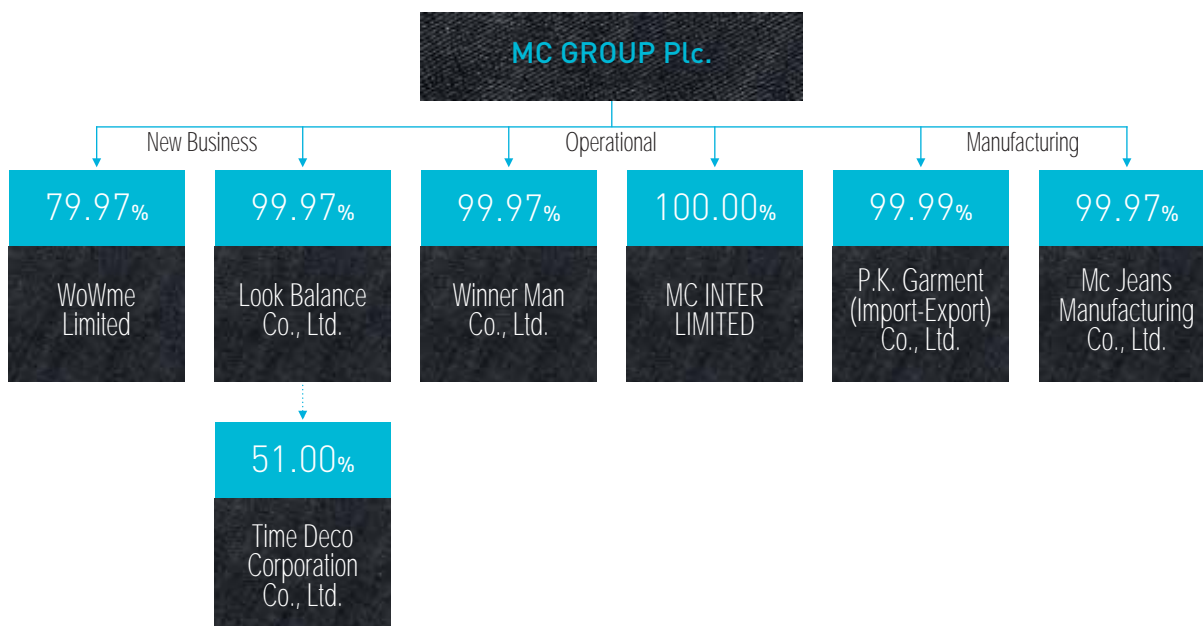 MC GROUP Plc.
New Business
Operational
Manufacturing
79.97%
99.97%
99.97%
100.00%
99.99%
99.97%
WoWme
Limited
Look Balance
Co., Ltd.
Winner Man
Co., Ltd.
MC INTER
LIMITED
P.K. Garment
(Import-Export)
Co., Ltd.
Mc Jeans
Manufacturing
Co., Ltd.
51.00%
Time Deco
Corporation
Co., Ltd.